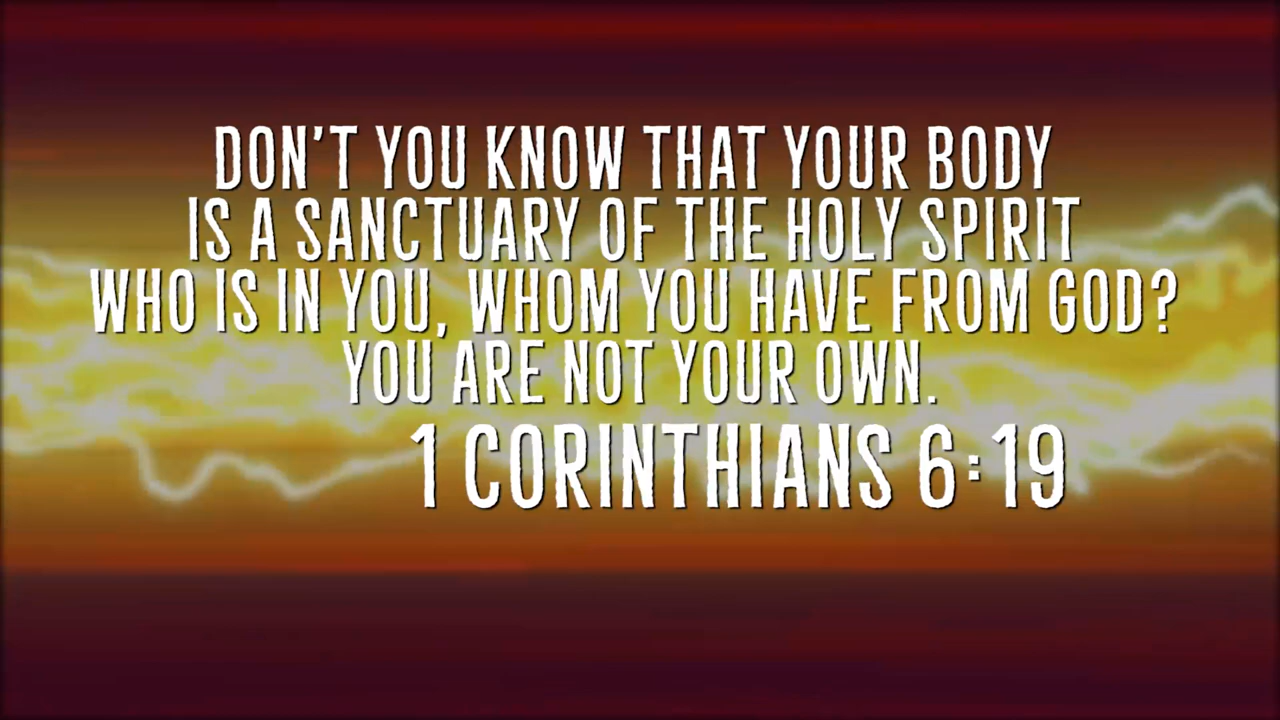 DON'T YOU KNOW THAT YOUR BODY
IS A SANCTUARY OF THE HOLY SPIRIT
WHO IS IN YOU, WHOM YOU HAVE FROM GOD?
YOU ARE NOT YOUR OWN.
1 CORINTHIANS 6:19